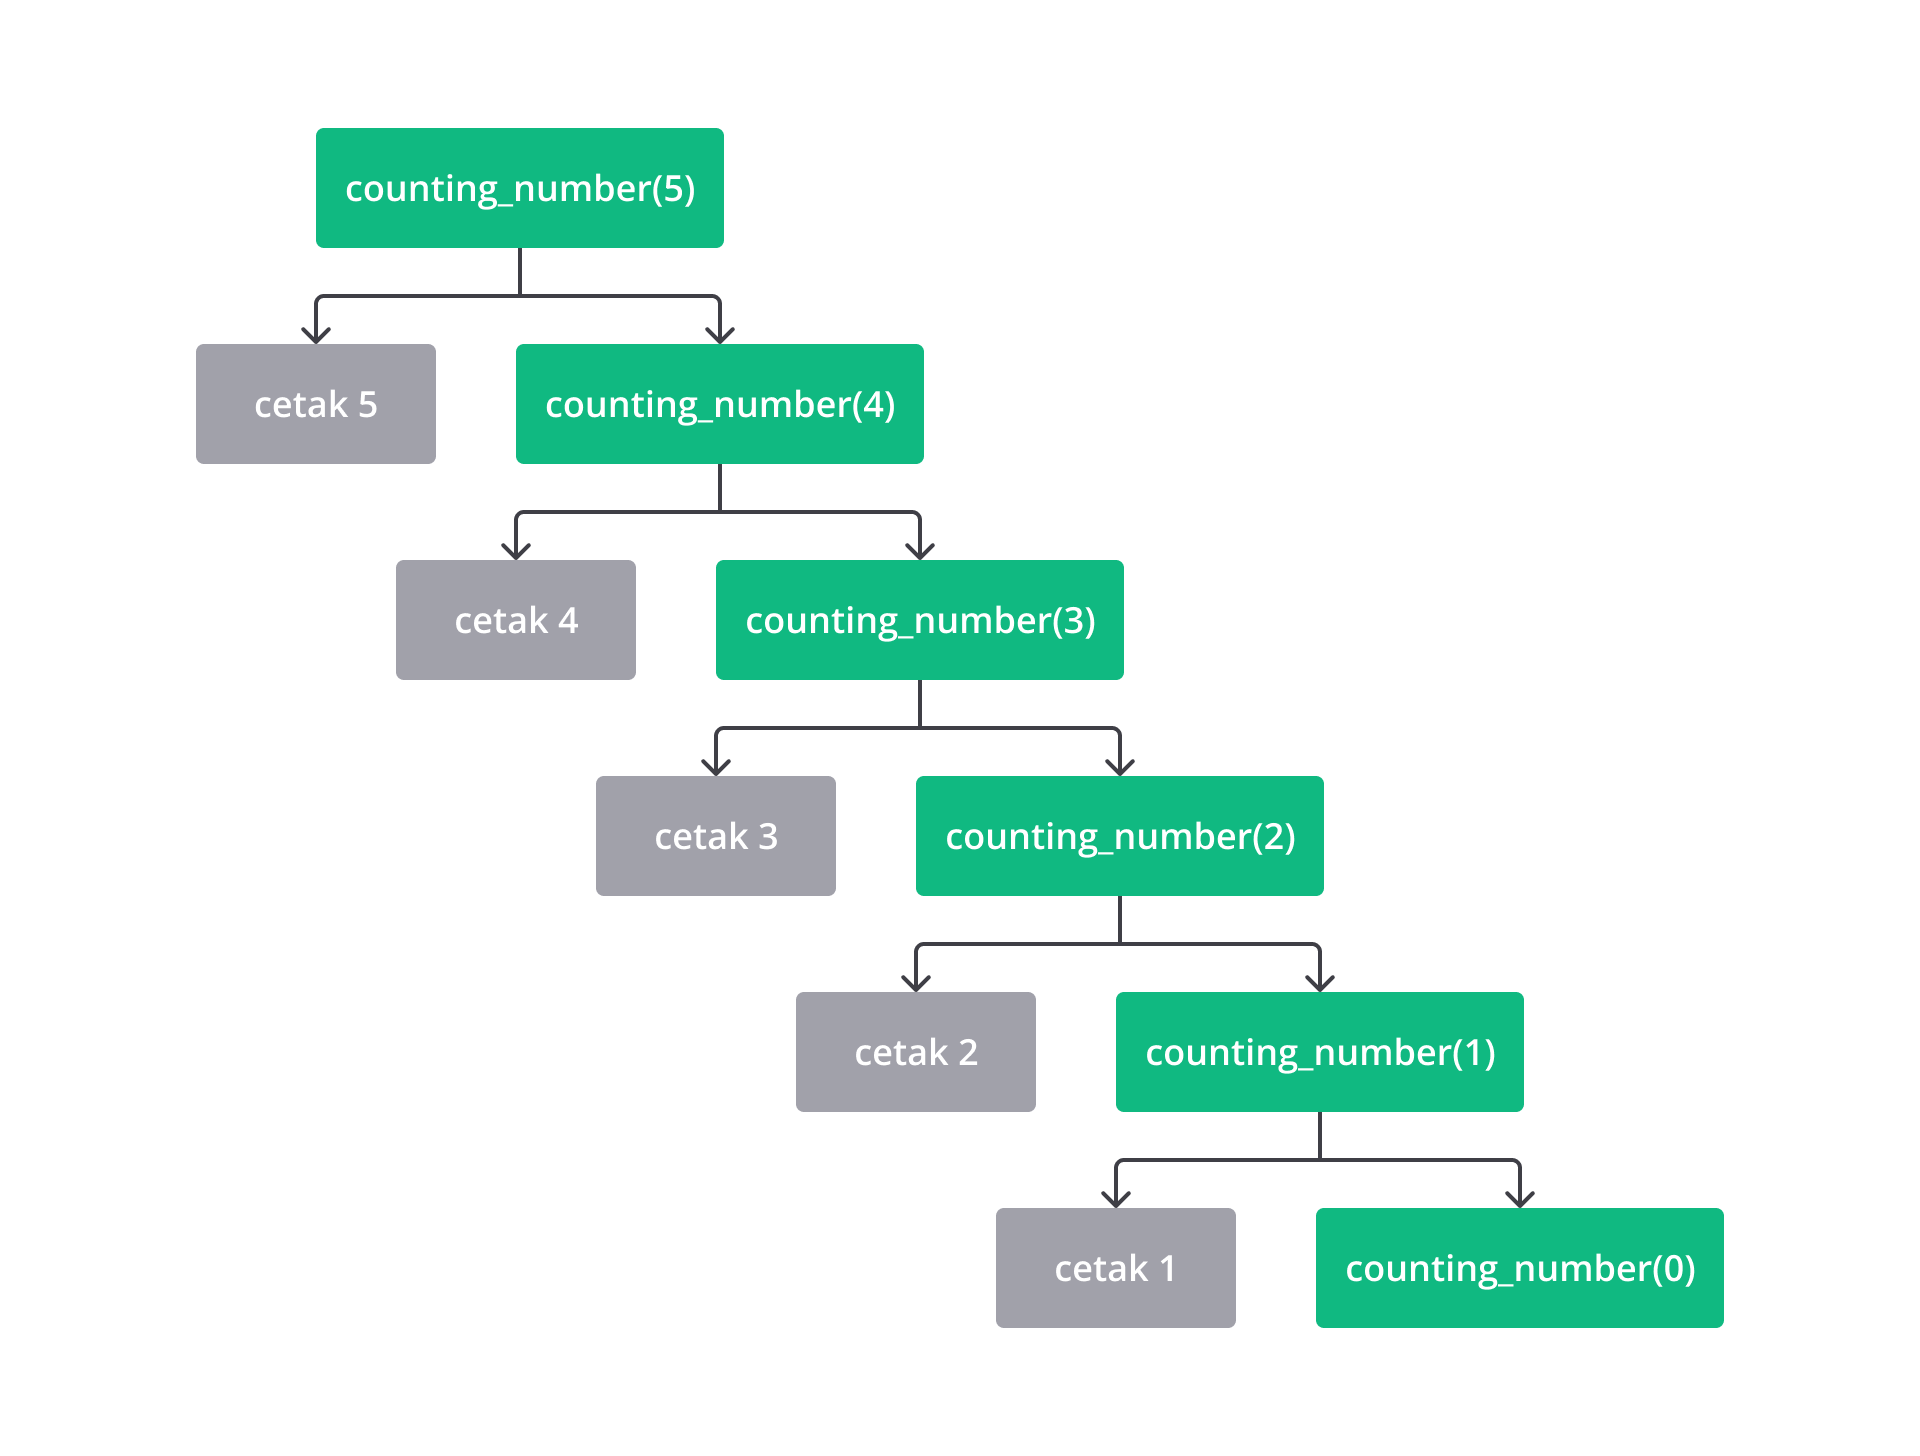 counting_number(5)
cetak 5
counting_number(4)
cetak 4
counting_number(3)
cetak 3
counting_number(2)
cetak 2
counting_number(1)
cetak 1
counting_number(0)